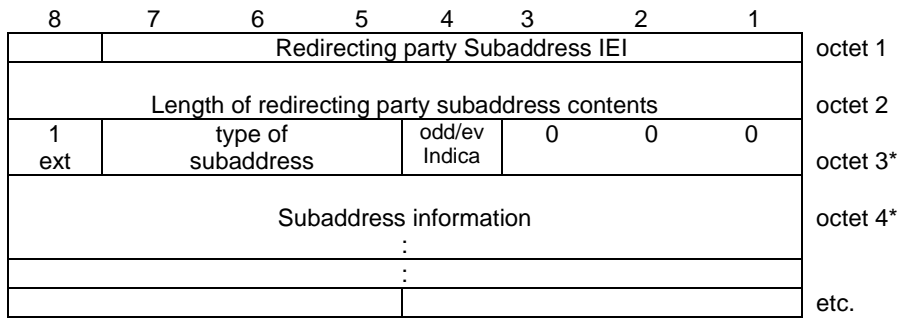 8 7 6 5 4 3 2 1
Redirecting party Subaddress IEI octet 1
Length of redirecting party subaddress contents octet 2
1 type of odd/ev 0 0 0
ext subaddress Indica octet 3*
Subaddress information octet 4*
:
:
etc.